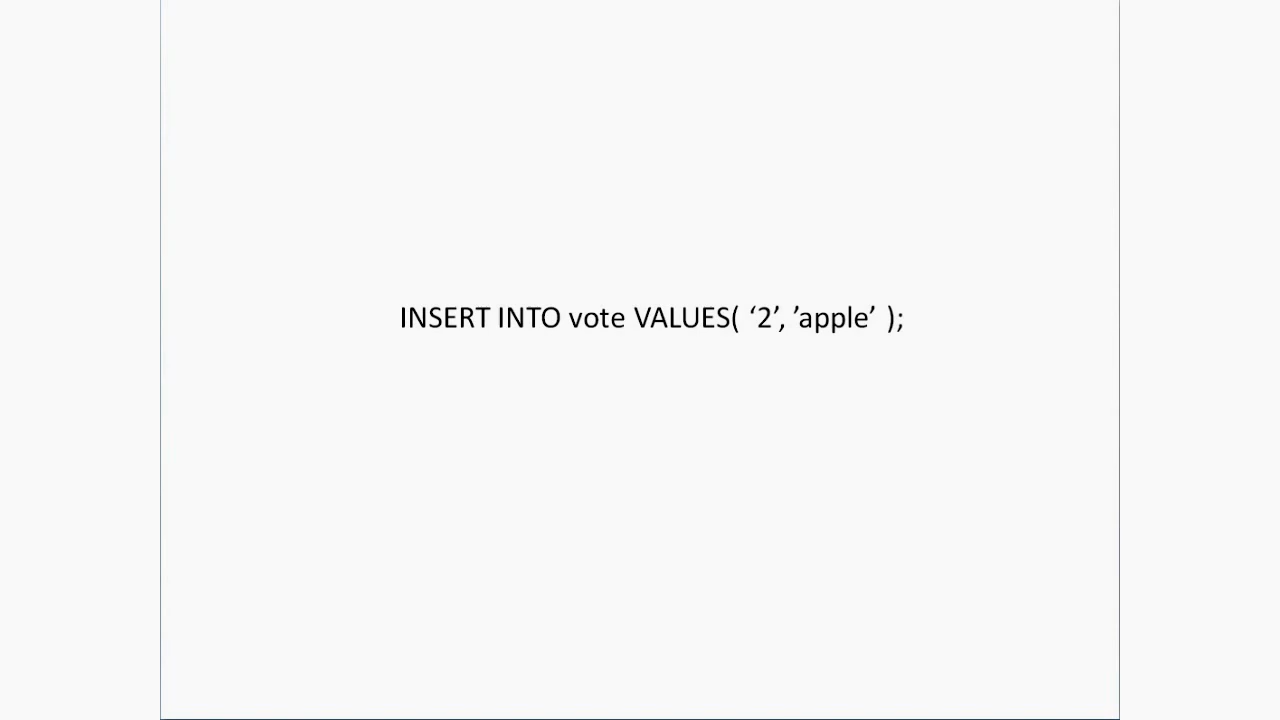 INSERT INTO vote VALUES( ‘2’, ’apple’ );